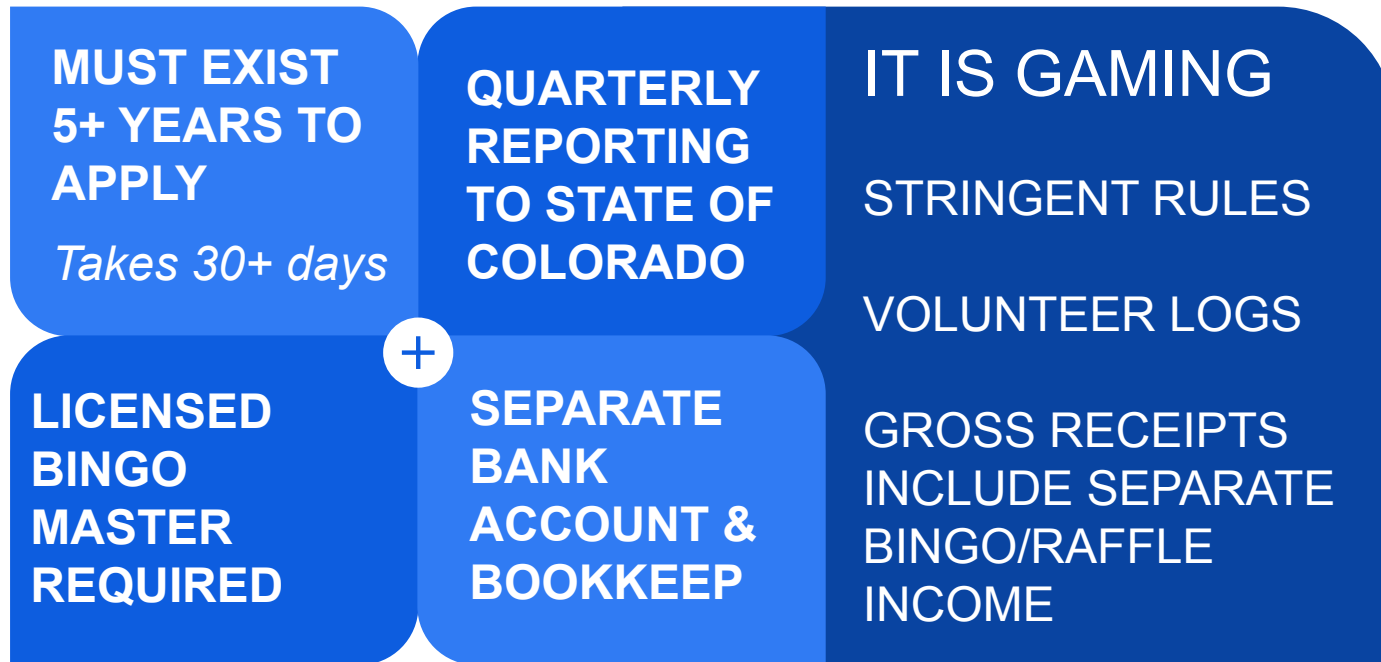 MUST EXIST
5+ YEARS TO
APPLY
Takes 30+ days
QUARTERLY
REPORTING
TO STATE OF
COLORADO
LICENSED
BINGO
MASTER
REQUIRED
SEPARATE
BANK
ACCOUNT &
BOOKKEEP
+
IT IS GAMING
STRINGENT RULES
VOLUNTEER LOGS
GROSS RECEIPTS
INCLUDE SEPARATE
BINGO/RAFFLE
INCOME